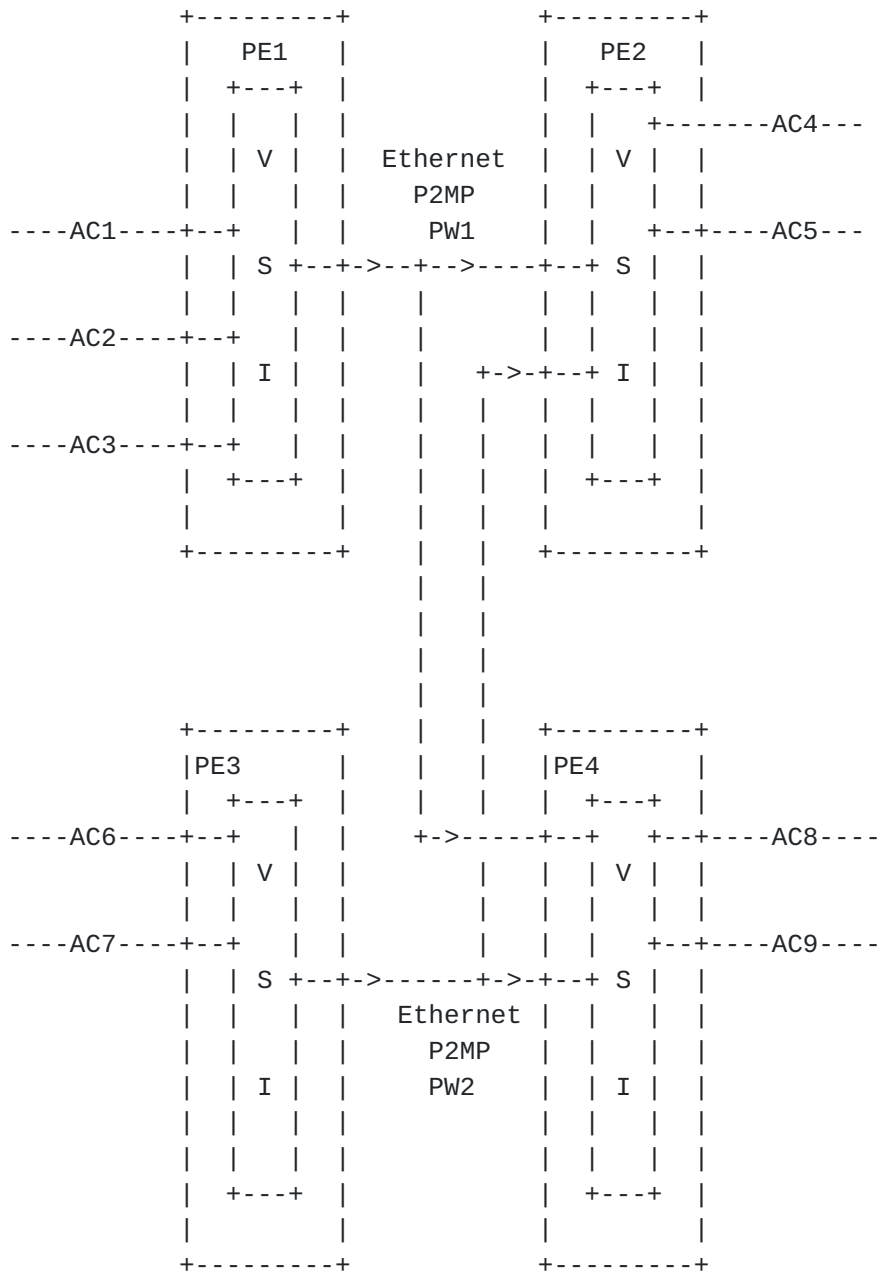 PE1 PE2
AC4
V Ethernet V
P2MP
AC1 PW1 AC5
S S
AC2
I I
AC3
PE3 PE4
AC6 AC8
V V
AC7 AC9
S S
Ethernet
P2MP
I PW2 I